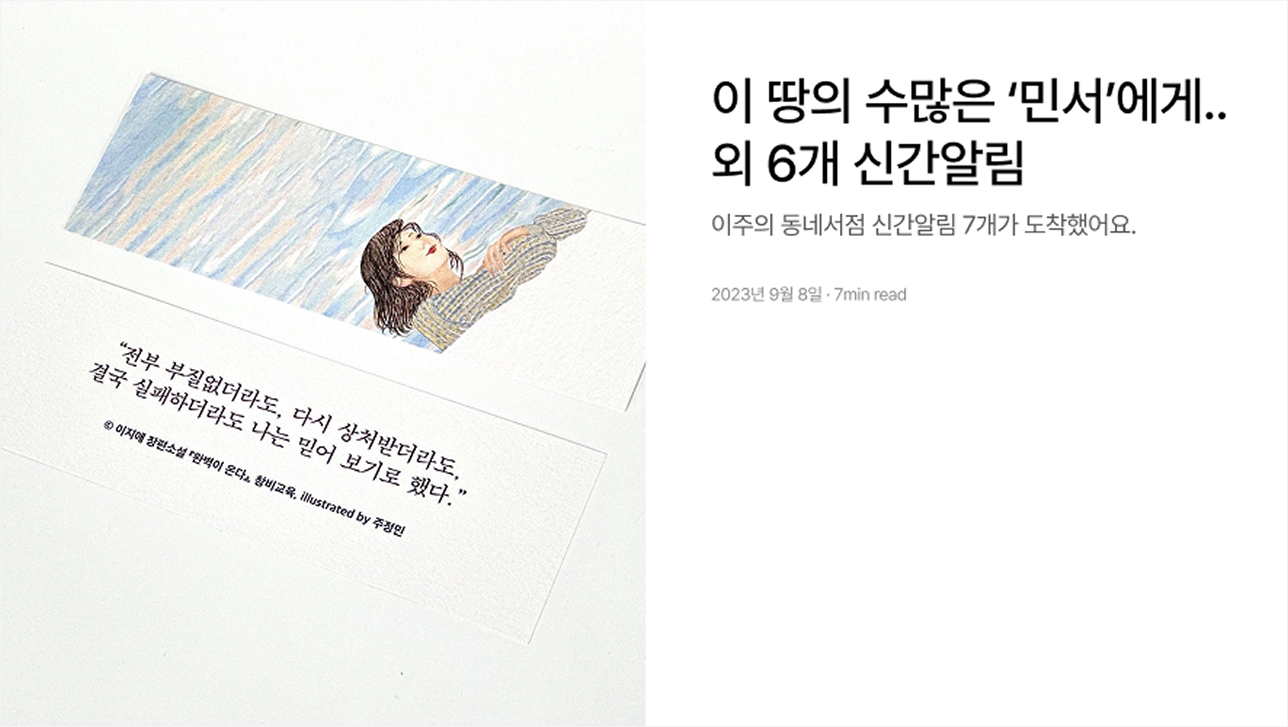 “전부 부질없더라도, 다시 상처받더라도,
결국 실패하더라도 나는 믿어 보기로 했다.”
© 이지애 장편소설 『완벽이 온다』, 창비교육, illustrated by 주정민
이 땅의 수많은 ‘민서’에게..
외 6개 신간알림
이주의 동네서점 신간알림 7개가 도착했어요.
2023년 9월 8일 · 7min read